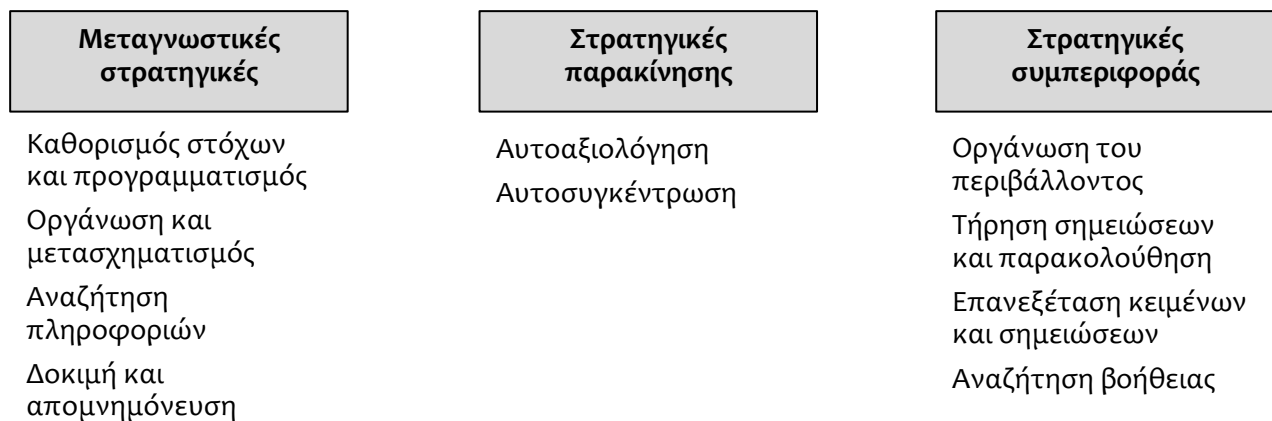 Μεταγνωστικές
στρατηγικές
Καθορισμός στόχων
και προγραμματισμός
Οργάνωση και
μετασχηματισμός
Αναζήτηση
πληροφοριών
Δοκιμή και
απομνημόνευση
Στρατηγικές
παρακίνησης
Αυτοαξιολόγηση
Αυτοσυγκέντρωση
Στρατηγικές
συμπεριφοράς
Οργάνωση του
περιβάλλοντος
Τήρηση σημειώσεων
και παρακολούθηση
Επανεξέταση κειμένων
και σημειώσεων
Αναζήτηση βοήθειας